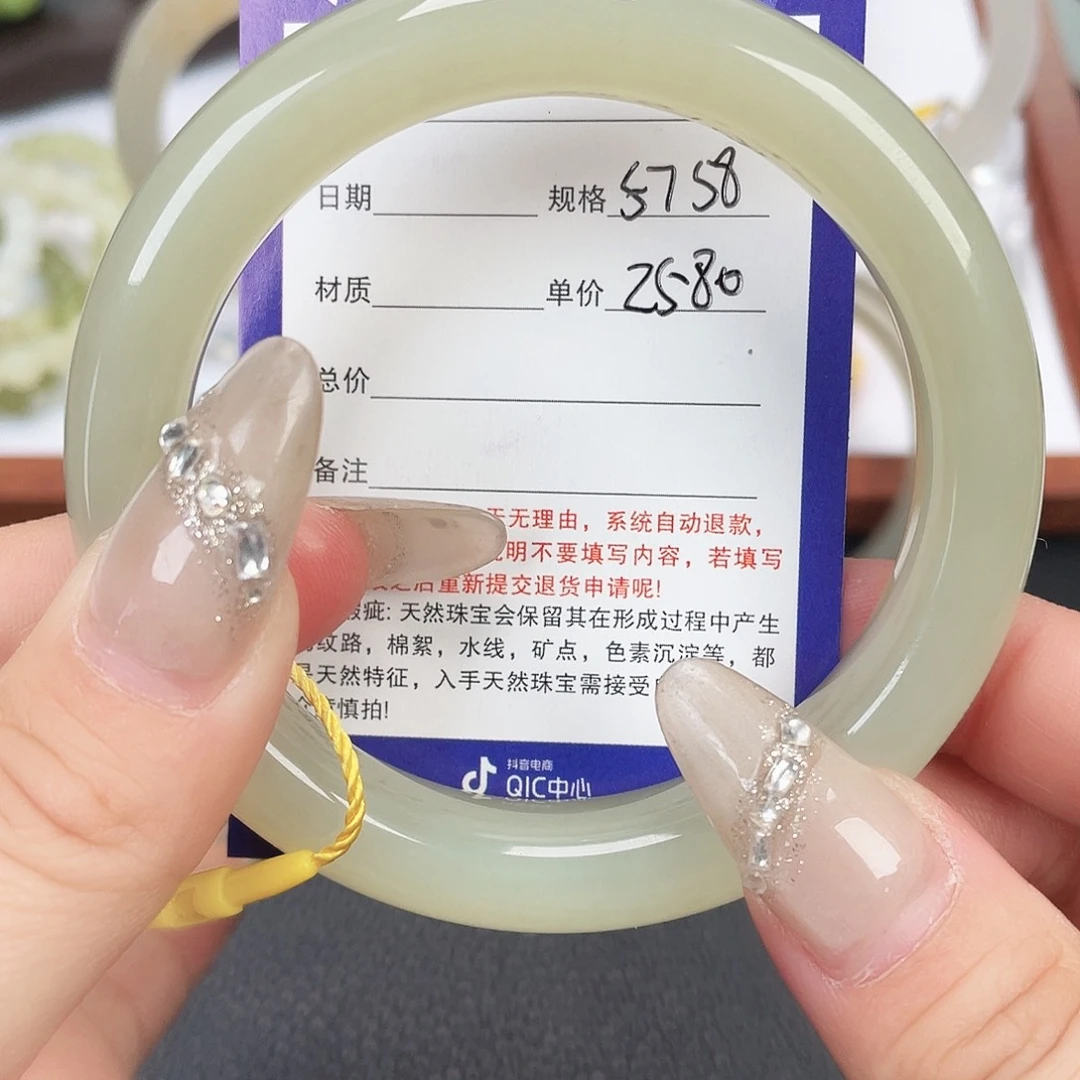 日期 规格 5758
材质 单价 2580
总价
备注
无理由，系统自动退款，
明不要填写内容，若填写
之后重新提交退货申请呢!
瑕疵: 天然珠宝会保留其在形成过程中产生
纹路，棉絮，水线，矿点，色素沉淀等，都
是天然特征，入手天然珠宝需接受
慎拍!
抖音电商
QIC中心